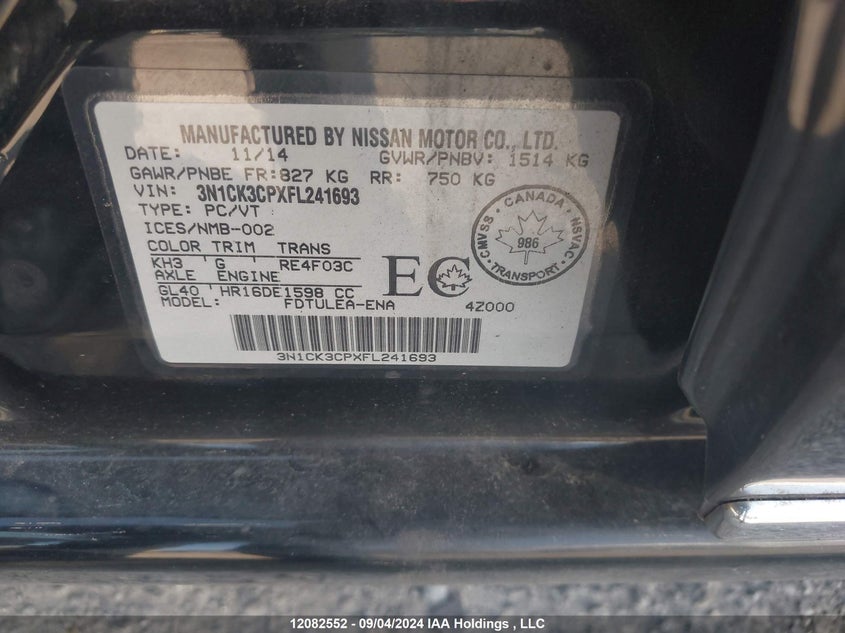 MANUFACTURED BY NISSAN MOTOR CO., LTD.
DATE: 11/14 GVWR/PNBV: 1514 KG
GAWR/PNBE FR:827 KG RR: 750 KG
VIN: 3N1CK3CPXFL241693
TYPE: PC/VT
ICES/NMB-002
COLOR TRIM TRANS
KH3 G RE4F03C
AXLE ENGINE
GL40 HR16DE1598 CC
MODEL: FDTULEA-ENA 4Z000
EC
CANADA
CMVSS 986 NSVAC
TRANSPORT
3N1CK3CPXFL241693
12082552 - 09/04/2024 IAA Holdings , LLC